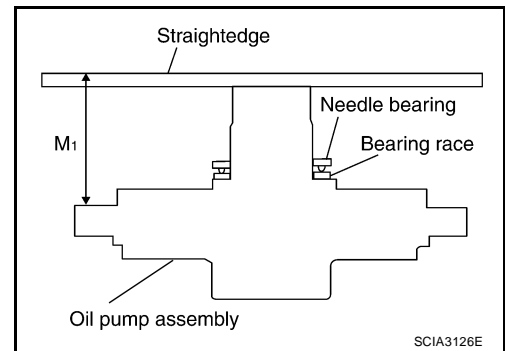 Straightedge
Needle bearing
M1
Bearing race
Oil pump assembly
SCIA3126E